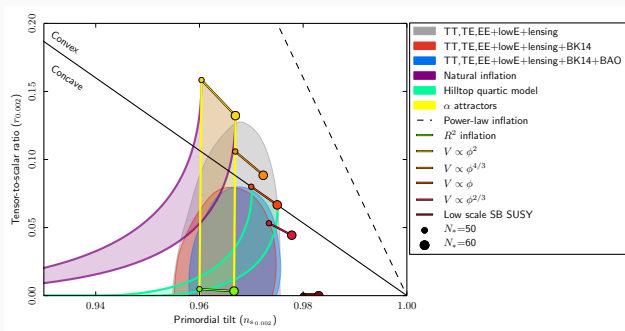 0.20
0.15
0.10
0.05
0.00
Tensor-to-scalar ratio (r0.002)
Convex
Concave
0.94
0.96
0.98
1.00
Primordial tilt (ns0.002)
TT,TE,EE+lowE+lensing
TT,TE,EE+lowE+lensing+BK14
TT,TE,EE+lowE+lensing+BK14+BAO
Natural inflation
Hilltop quartic model
α attractors
Power-law inflation
R² inflation
V ∝ ϕ²
V ∝ ϕ^4/3
V ∝ ϕ
V ∝ ϕ^2/3
Low scale SB SUSY
N*=50
N*=60